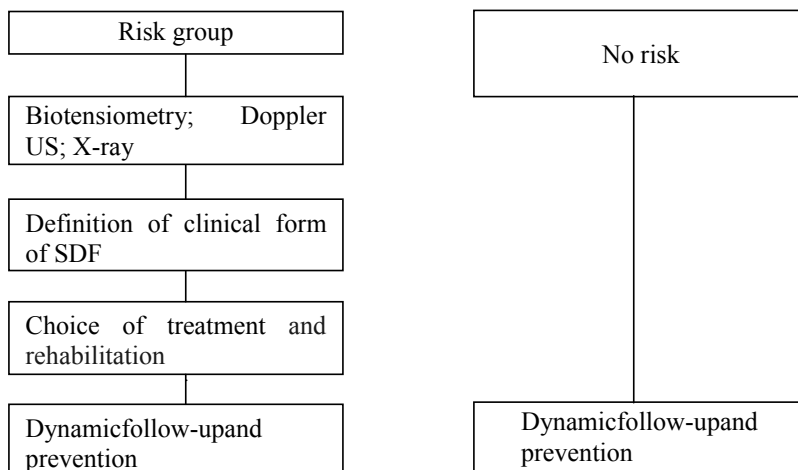 Risk group
Biotensiometry; Doppler
US; X-ray
Definition of clinical form
of SDF
Choice of treatment and
rehabilitation
Dynamicfollow-upand
prevention
No risk
Dynamicfollow-upand
prevention